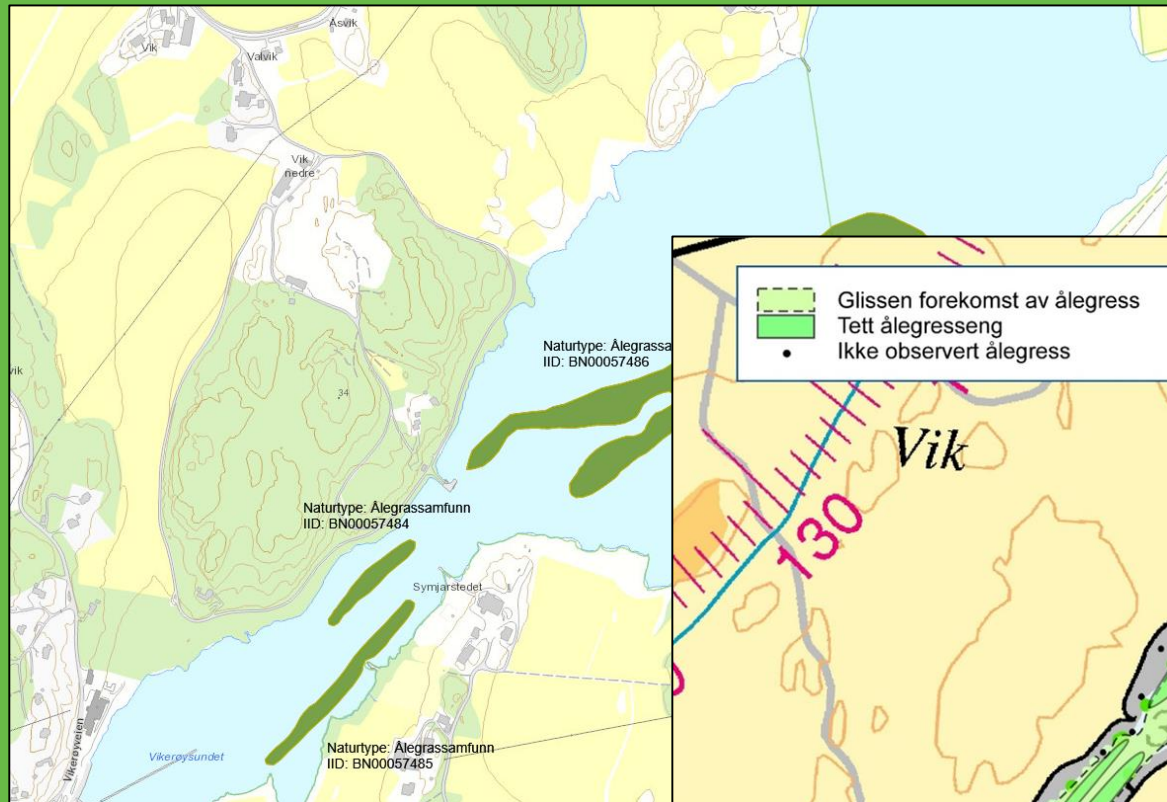 Åsvik
Vik
Valvik
Vik
nedre
vik
34
Naturtype: Ålegrassa
IID: BN00057486
Naturtype: Ålegrassamfunn
IID: BN00057484
Symjarstedet
Naturtype: Ålegrassamfunn
IID: BN00057485
Vikerøysundet
Vikerøyveien
Glissen forekomst av ålegress
Tett ålegresseng
Ikke observert ålegress
Vik
130